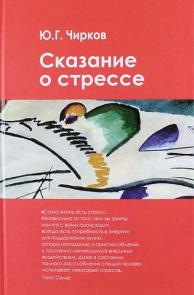 Ю.Г. Чирков
Сказание
о стрессе
«Сама жизнь есть стресс.
Независимо от того, чем вы заняты
или что с вами происходит,
всегда есть потребность в энергии
для поддержания жизни,
отпора нападению и приспособления
к постоянно меняющимся внешним
воздействиям. Даже в состоянии
полного расслабления спящий человек
испытывает некоторый стресс».
Ганс Селье